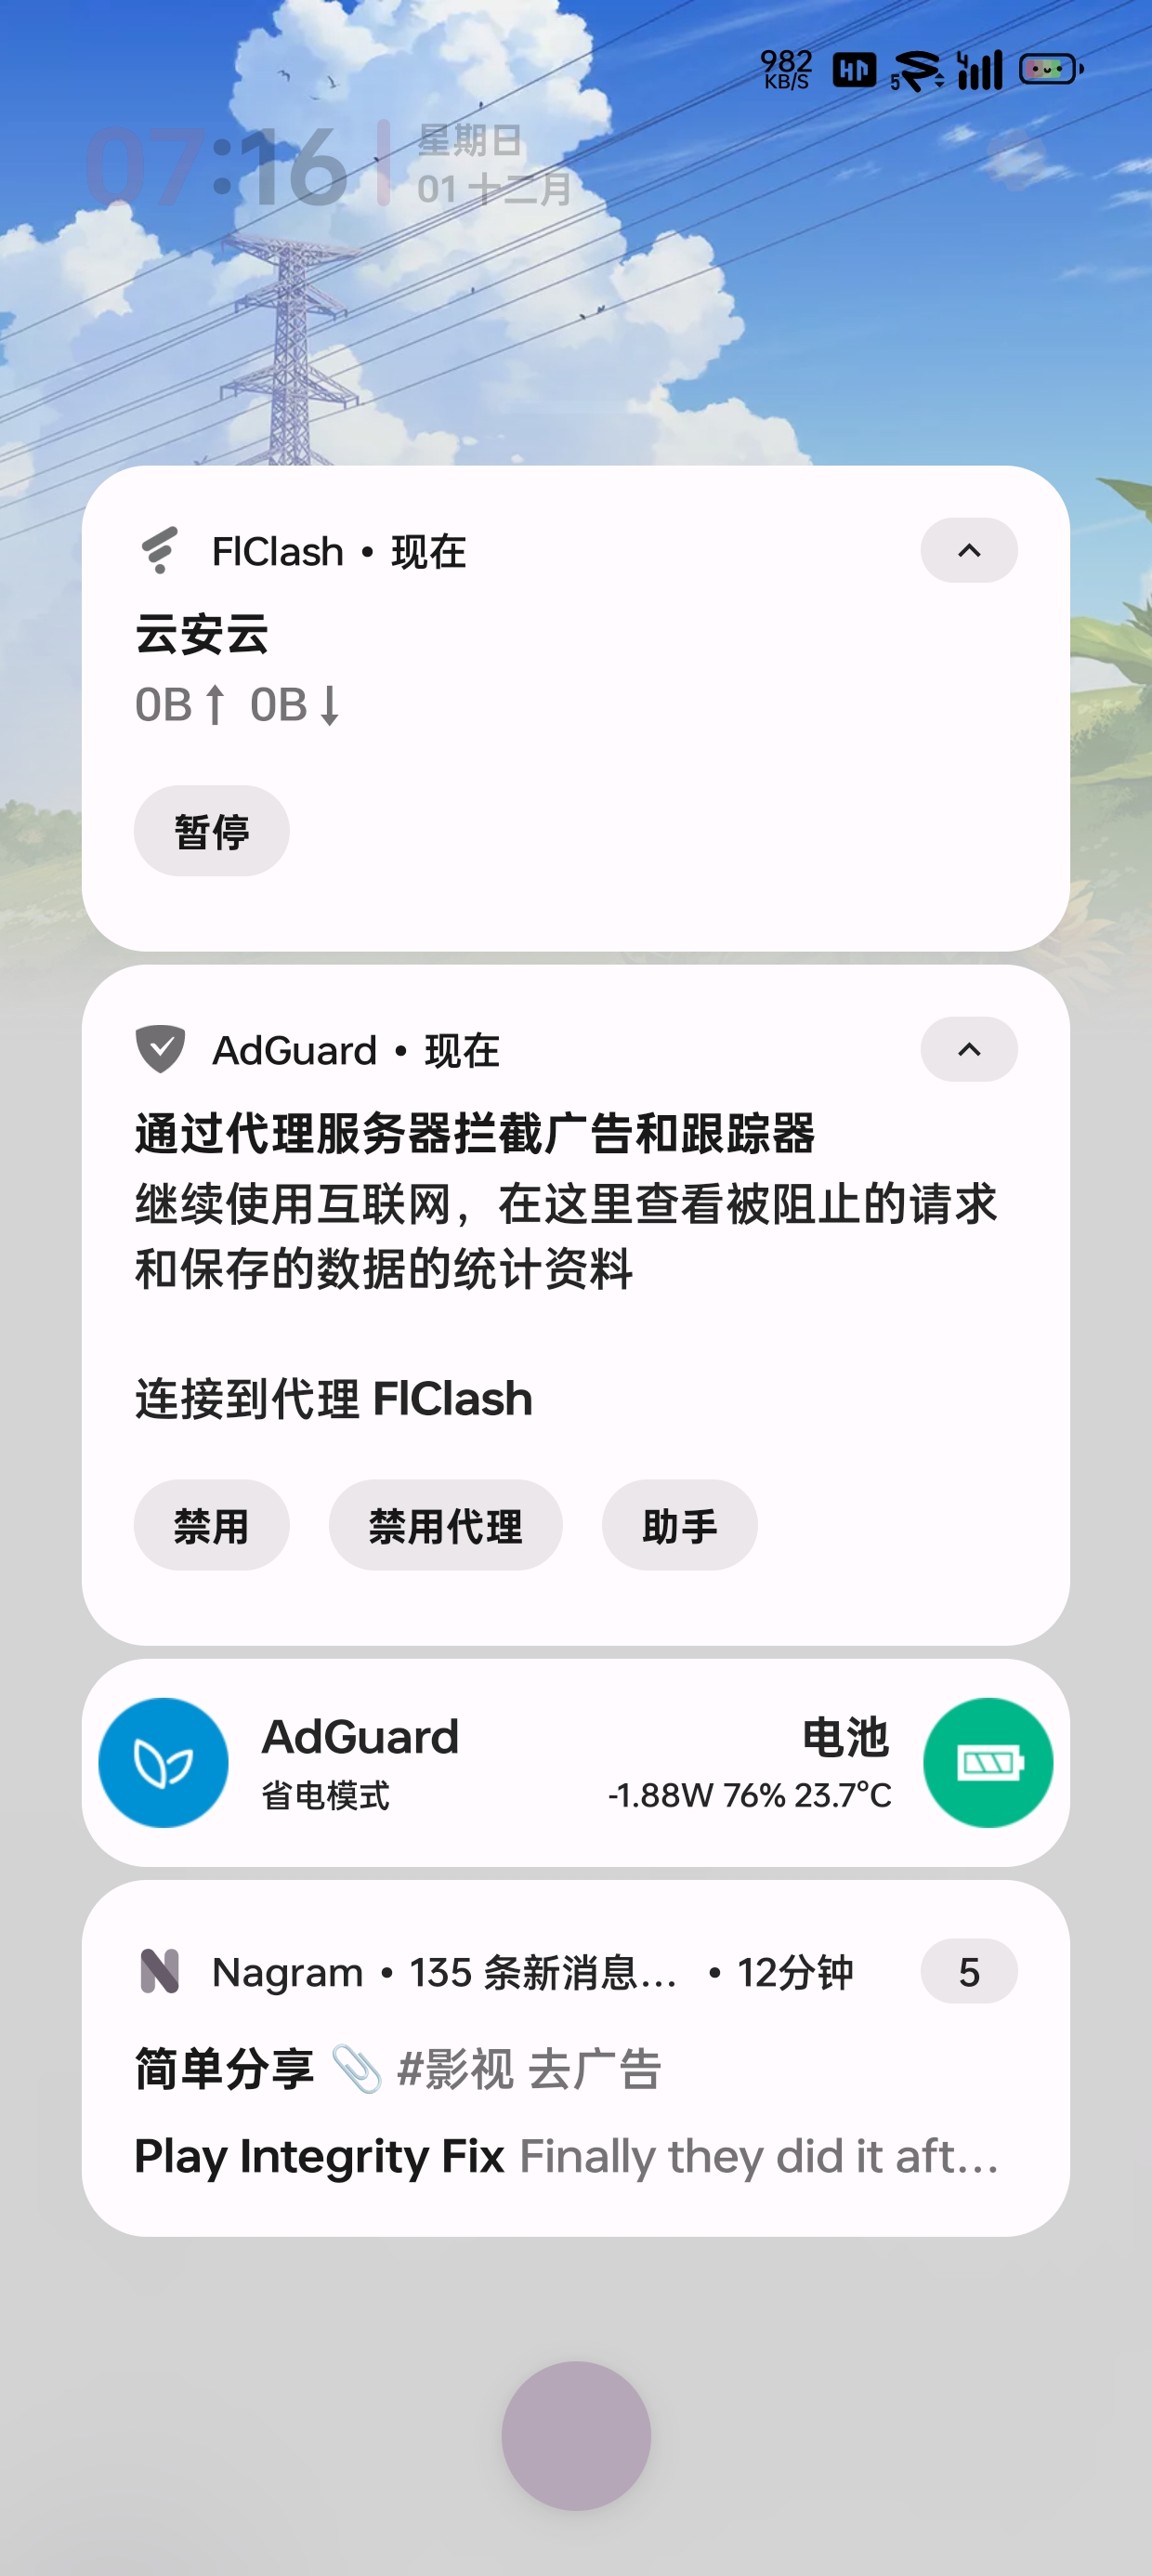 982
KB/S
5
4
07:16
星期日
01 十二月
FlClash • 现在
云安云
0B↑ 0B↓
暂停
AdGuard • 现在
通过代理服务器拦截广告和跟踪器
继续使用互联网，在这里查看被阻止的请求
和保存的数据的统计资料
连接到代理 FlClash
禁用 禁用代理 助手
AdGuard
省电模式
电池
-1.88W 76% 23.7°C
Nagram • 135 条新消息... • 12分钟 5
简单分享 📎 #影视 去广告
Play Integrity Fix Finally they did it aft...